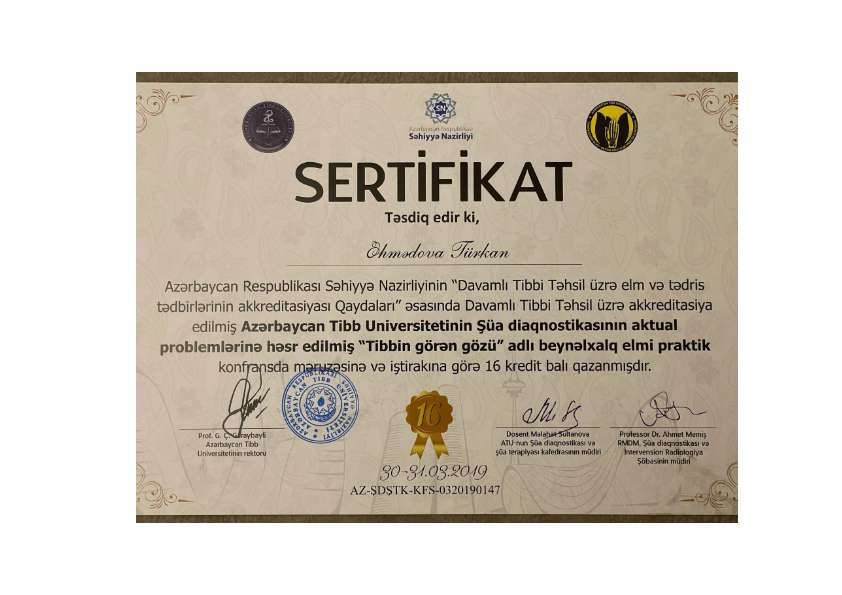 Azərbaycan Respublikası
Səhiyyə Nazirliyi
SERTİFİKAT
Təsdiq edir ki,
Əhmədova Türkan
Azərbaycan Respublikası Səhiyyə Nazirliyinin “Davamlı Tibbi Təhsil üzrə elm və tədris
tədbirlərinin akkreditasiyası Qaydaları” əsasında Davamlı Tibbi Təhsil üzrə akkreditasiya
edilmiş Azərbaycan Tibb Universitetinin Şüa diaqnostikasının aktual
problemlərinə həsr edilmiş “Tibbin görən gözü” adlı beynəlxalq elmi praktik
konfransda məruzəsinə və iştirakına görə 16 kredit balı qazanmışdır.
16
Prof. G. Ç. Gəraybəyli
Azərbaycan Tibb
Universitetinin rektoru
Dosent Məlahət Sultanova
ATU-nun Şüa diaqnostikası və
şüa terapiyası kafedrasının müdiri
Professor Dr. Ahmet Memiş
RMDM, Şüa diaqnostikası və
İntervension Radiologiya
Şöbəsinin müdiri
30-31.03.2019
AZ-ŞDŞTK-KFS-0320190147